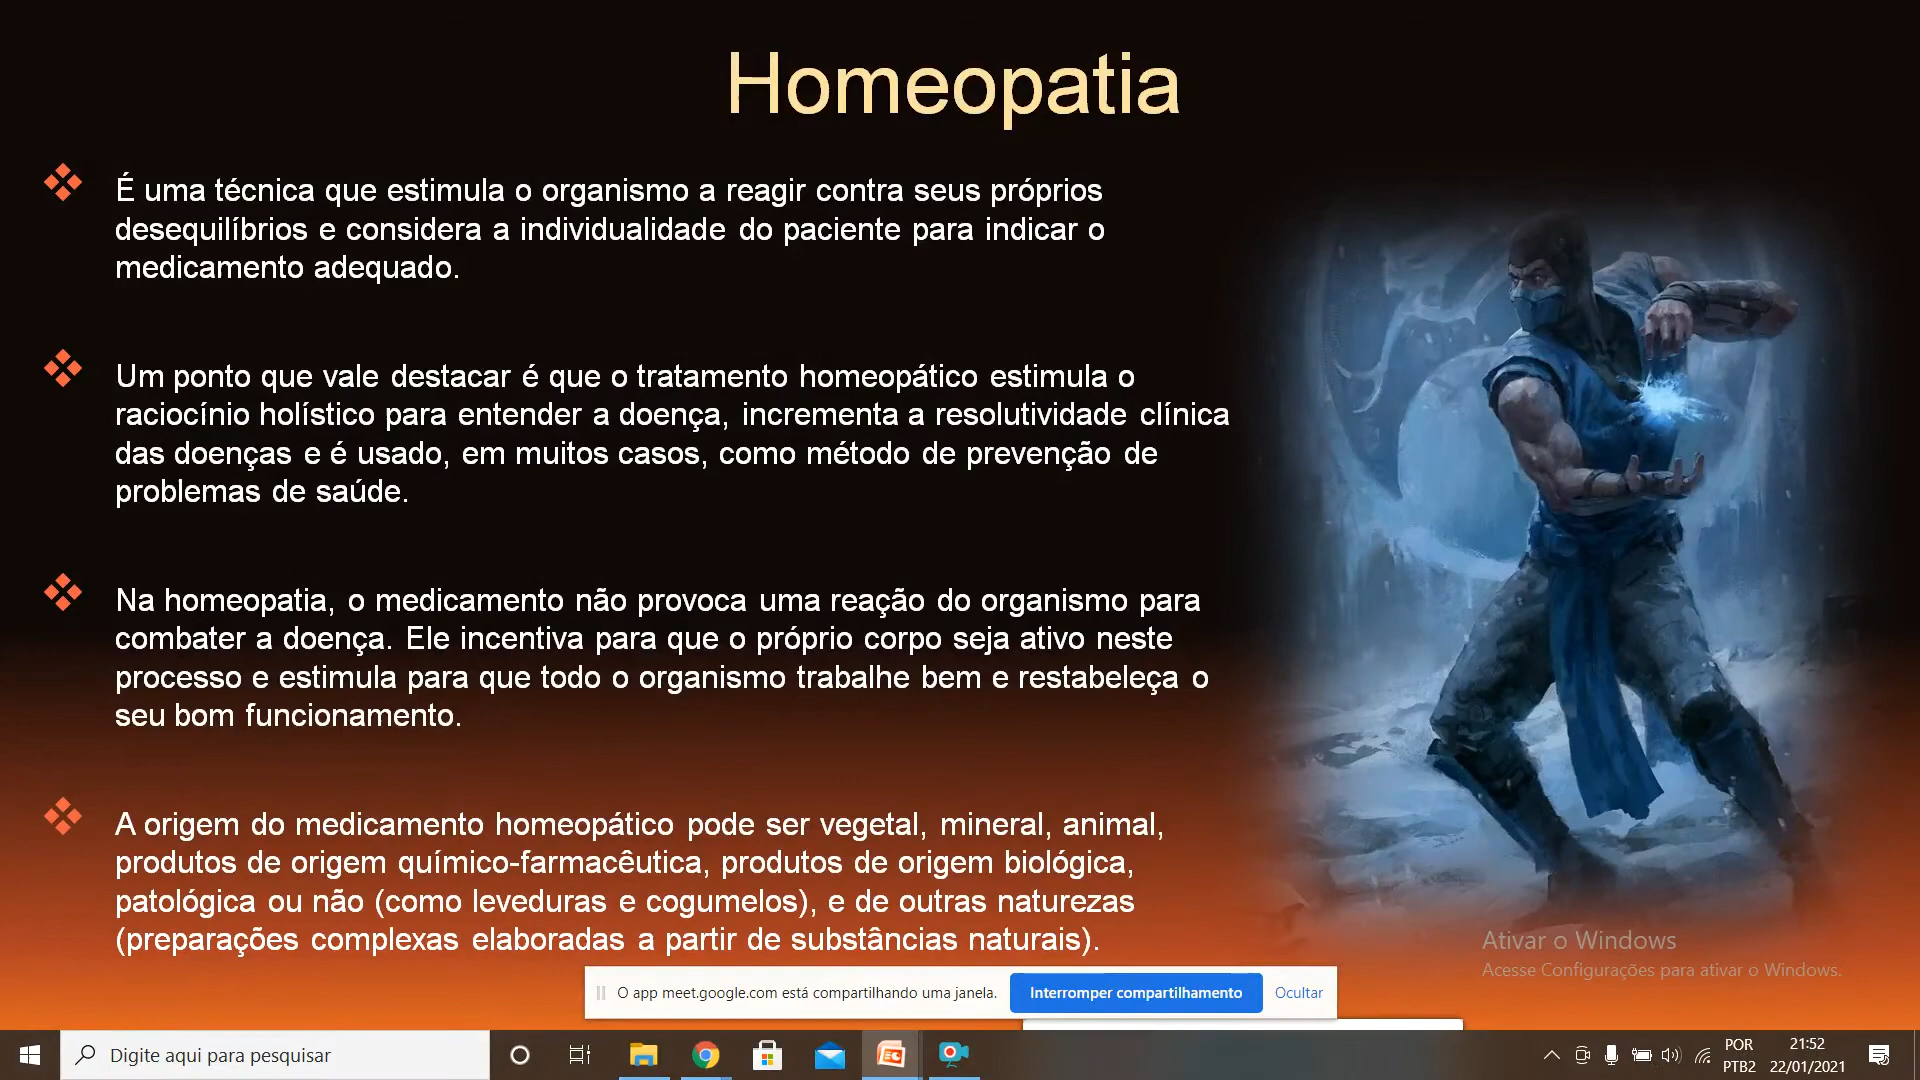 Homeopatia
É uma técnica que estimula o organismo a reagir contra seus próprios
desequilíbrios e considera a individualidade do paciente para indicar o
medicamento adequado.
Um ponto que vale destacar é que o tratamento homeopático estimula o
raciocínio holístico para entender a doença, incrementa a resolutividade clínica
das doenças e é usado, em muitos casos, como método de prevenção de
problemas de saúde.
Na homeopatia, o medicamento não provoca uma reação do organismo para
combater a doença. Ele incentiva para que o próprio corpo seja ativo neste
processo e estimula para que todo o organismo trabalhe bem e restabeleça o
seu bom funcionamento.
A origem do medicamento homeopático pode ser vegetal, mineral, animal,
produtos de origem químico-farmacêutica, produtos de origem biológica,
patológica ou não (como leveduras e cogumelos), e de outras naturezas
(preparações complexas elaboradas a partir de substâncias naturais).
Ativar o Windows
Acesse Configurações para ativar o Windows.
O app meet.google.com está compartilhando uma janela.
Interromper compartilhamento
Ocultar
Digite aqui para pesquisar
POR
PTB2
21:52
22/01/2021